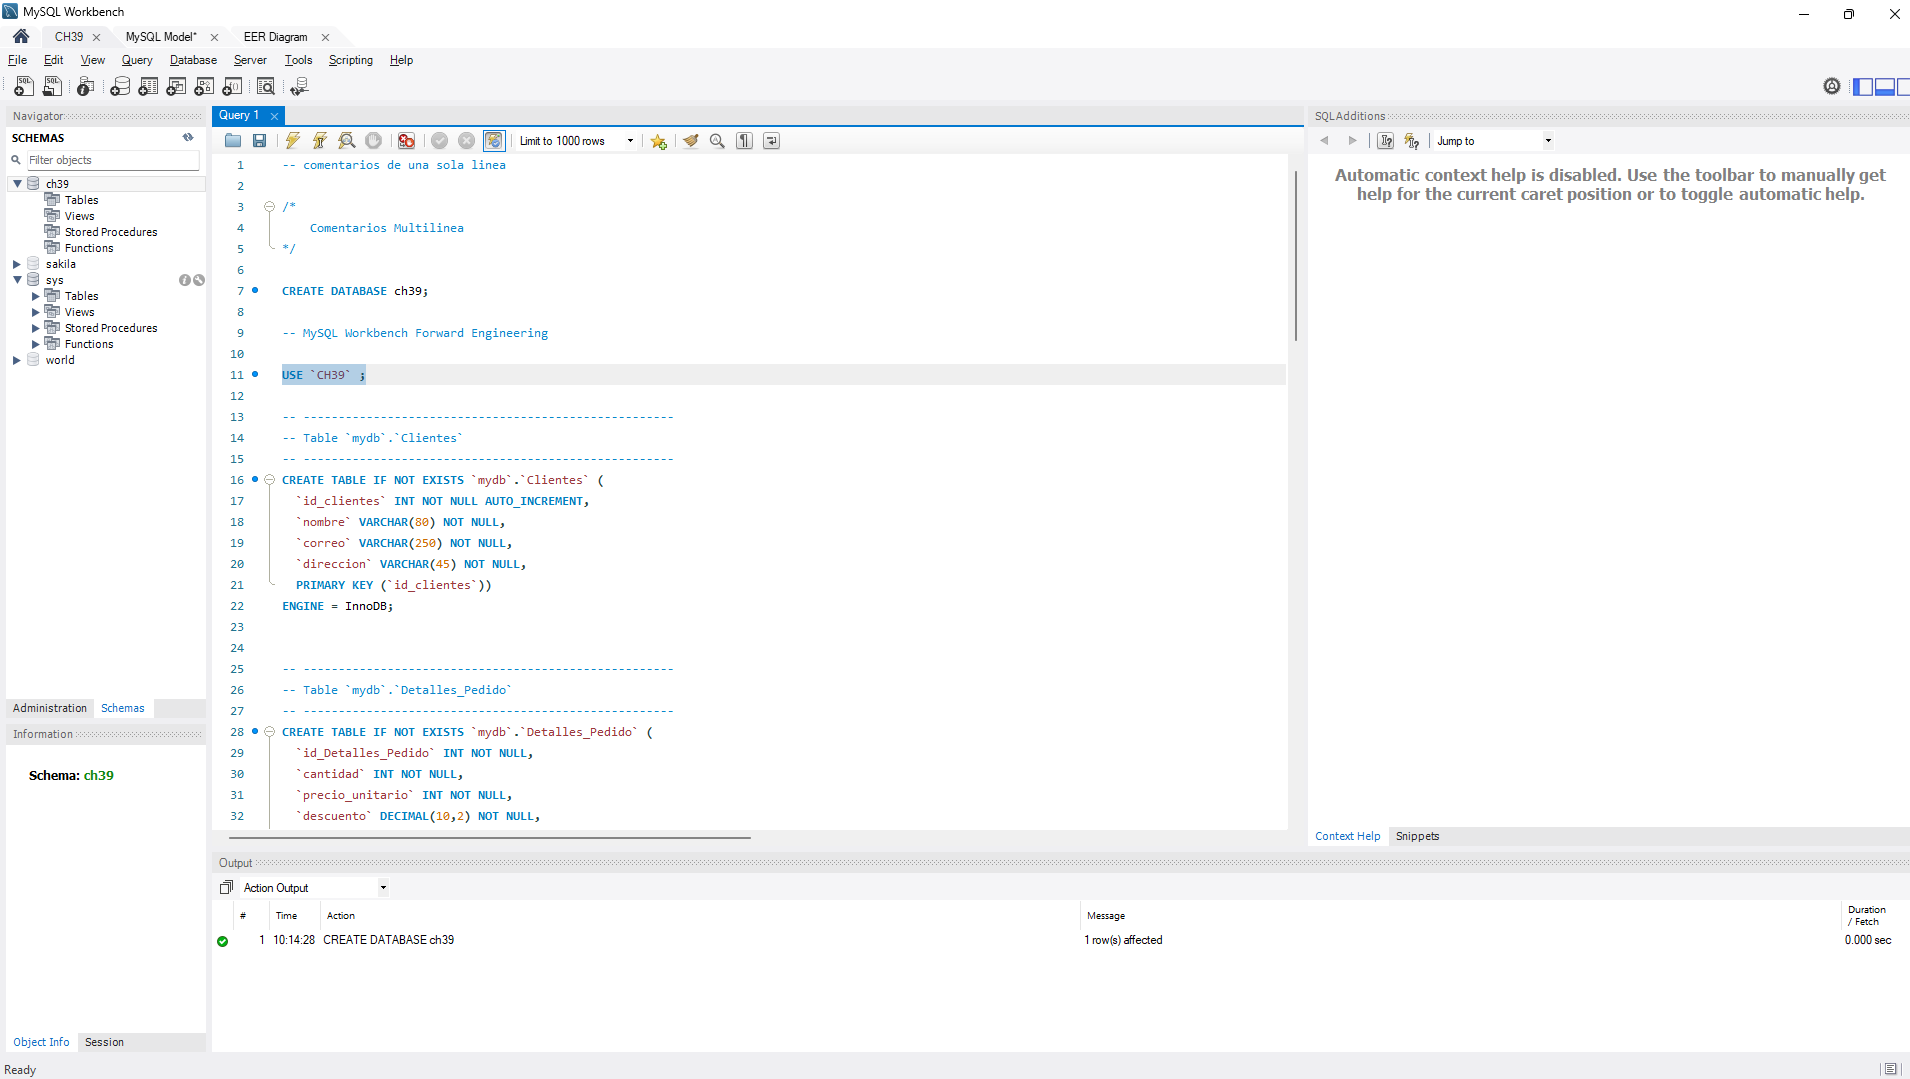 MySQL Workbench
CH39
MySQL Model*
EER Diagram
File Edit View Query Database Server Tools Scripting Help
Navigator
SCHEMAS
Filter objects
ch39
Tables
Views
Stored Procedures
Functions
sakila
sys
Tables
Views
Stored Procedures
Functions
world
Administration Schemas
Information
Schema: ch39
Object Info Session
Query 1
Limit to 1000 rows
1 -- comentarios de una sola linea
2
3 /*
4 Comentarios Multilinea
5 */
6
7 CREATE DATABASE ch39;
8
9 -- MySQL Workbench Forward Engineering
10
11 USE `CH39` ;
12
13 -- -----------------------------------------------------
14 -- Table `mydb`.`Clientes`
15 -- -----------------------------------------------------
16 CREATE TABLE IF NOT EXISTS `mydb`.`Clientes` (
17 `id_clientes` INT NOT NULL AUTO_INCREMENT,
18 `nombre` VARCHAR(80) NOT NULL,
19 `correo` VARCHAR(250) NOT NULL,
20 `direccion` VARCHAR(45) NOT NULL,
21 PRIMARY KEY (`id_clientes`))
22 ENGINE = InnoDB;
23
24
25 -- -----------------------------------------------------
26 -- Table `mydb`.`Detalles_Pedido`
27 -- -----------------------------------------------------
28 CREATE TABLE IF NOT EXISTS `mydb`.`Detalles_Pedido` (
29 `id_Detalles_Pedido` INT NOT NULL,
30 `cantidad` INT NOT NULL,
31 `precio_unitario` INT NOT NULL,
32 `descuento` DECIMAL(10,2) NOT NULL,
SQLAdditions
Jump to
Automatic context help is disabled. Use the toolbar to manually get
help for the current caret position or to toggle automatic help.
Context Help Snippets
Output
Action Output
# Time Action Message Duration / Fetch
1 10:14:28 CREATE DATABASE ch39 1 row(s) affected 0.000 sec
Ready